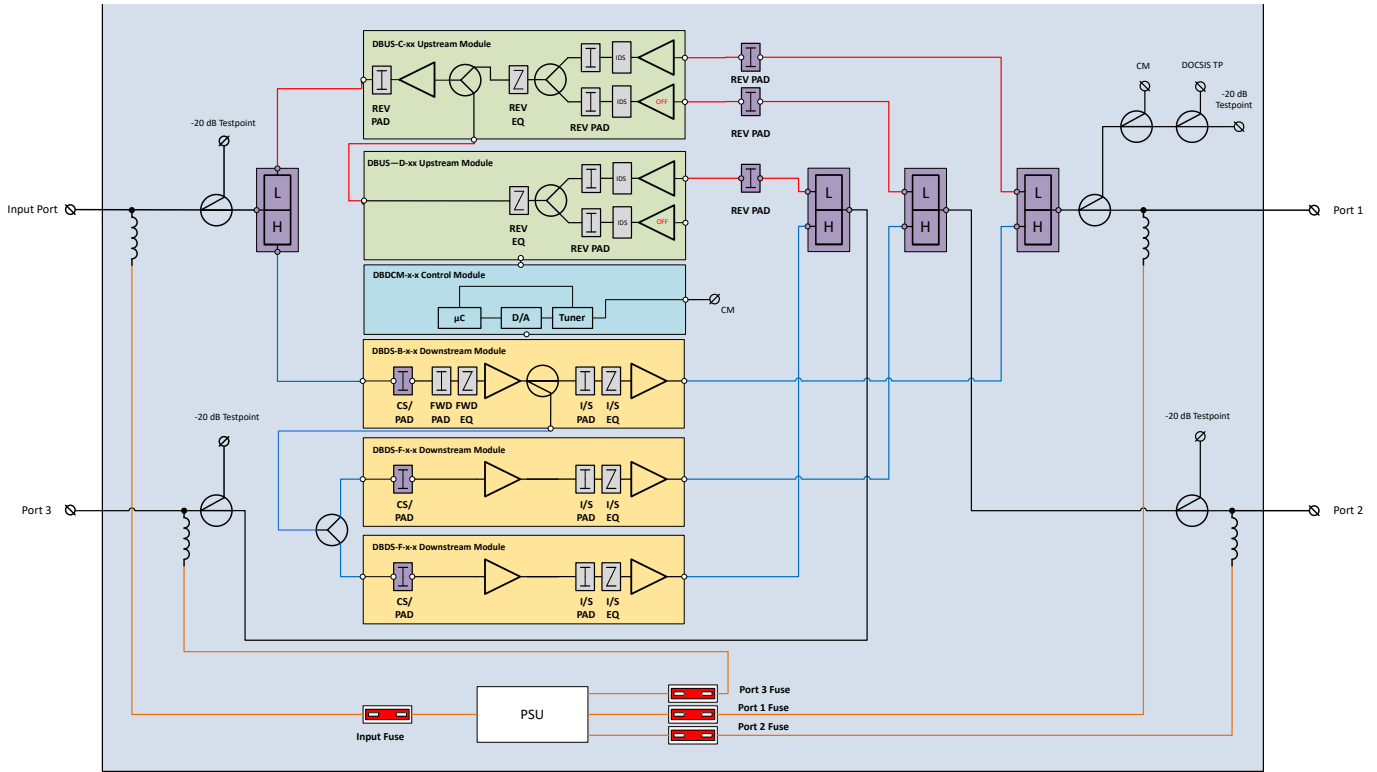 DBUS-C-xx Upstream Module
REV
PAD
REV
EQ
IDS
IDS
OFF
REV PAD
REV PAD
REV PAD
CM
DOCSIS TP
-20 dB
Testpoint
-20 dB Testpoint
DBUS—D-xx Upstream Module
REV
EQ
IDS
IDS
OFF
REV PAD
REV PAD
Input Port
L
H
L
H
L
H
L
H
Port 1
DBDCM-x-x Control Module
µC
D/A
Tuner
CM
DBDS-B-x-x Downstream Module
CS/
PAD
FWD
PAD
FWD
EQ
I/S
PAD
I/S
EQ
-20 dB Testpoint
-20 dB Testpoint
DBDS-F-x-x Downstream Module
CS/
PAD
I/S
PAD
I/S
EQ
Port 3
Port 2
DBDS-F-x-x Downstream Module
CS/
PAD
I/S
PAD
I/S
EQ
Input Fuse
PSU
Port 3 Fuse
Port 1 Fuse
Port 2 Fuse